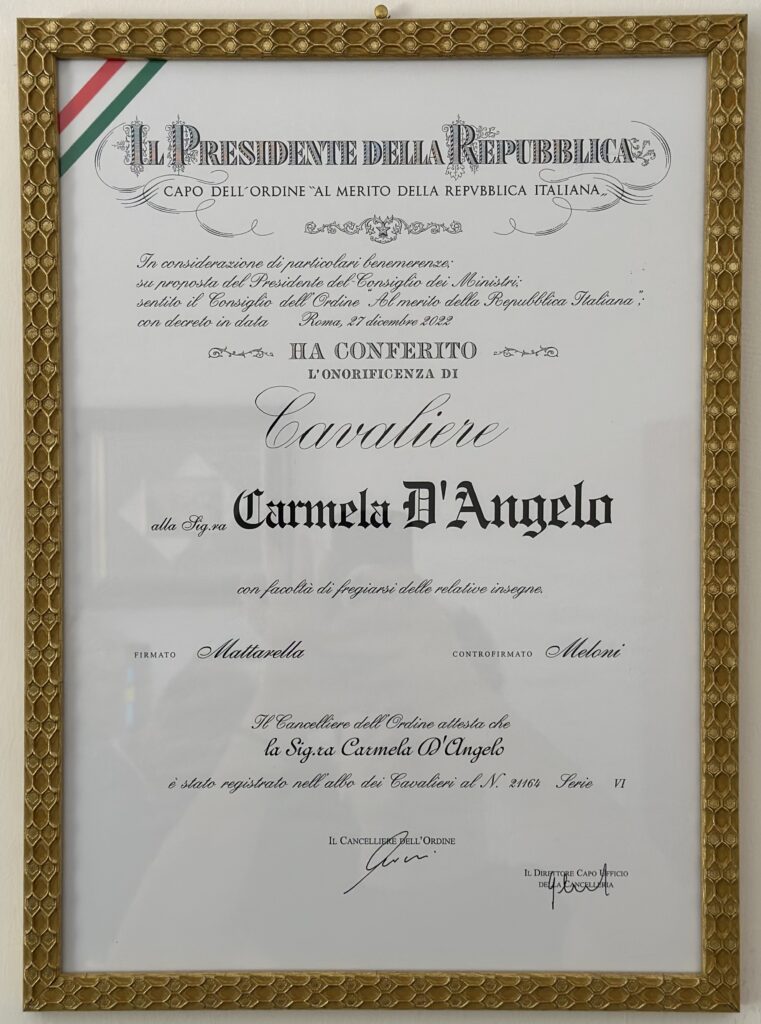 IL PRESIDENTE DELLA REPUBBLICA
CAPO DELL'ORDINE "AL MERITO DELLA REPVBBLICA ITALIANA"
In considerazione di particolari benemerenze;
su proposta del Presidente del Consiglio dei Ministri;
sentito il Consiglio dell'Ordine "Al merito della Repubblica Italiana";
con decreto in data Roma, 27 dicembre 2022
HA CONFERITO
L'ONORIFICENZA DI
Cavaliere
alla Sig.ra Carmela D'Angelo
con facoltà di fregiarsi delle relative insegne.
FIRMATO Mattarella CONTROFIRMATO Meloni
Il Cancelliere dell'Ordine attesta che
la Sig.ra Carmela D'Angelo
è stato registrato nell'albo dei Cavalieri al N. 21164 Serie VI
IL CANCELLIERE DELL'ORDINE
IL DIRETTORE CAPO UFFICIO
DELLA CANCELLERIA